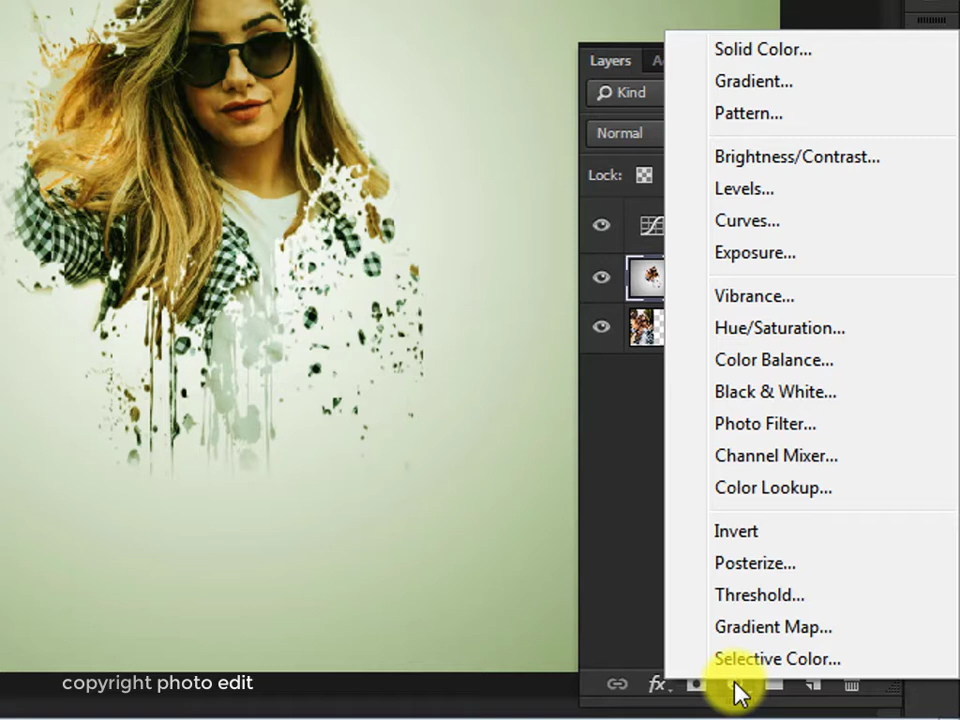 Solid Color...
Layers
A
Gradient...
Kind
Pattern...
Normal
Brightness/Contrast...
Lock:
Levels...
Curves...
Exposure...
Vibrance...
Hue/Saturation...
Color Balance...
Black & White...
Photo Filter...
Channel Mixer...
Color Lookup...
Invert
Posterize...
Threshold...
Gradient Map...
Selective Color...
fx
copyright photo edit